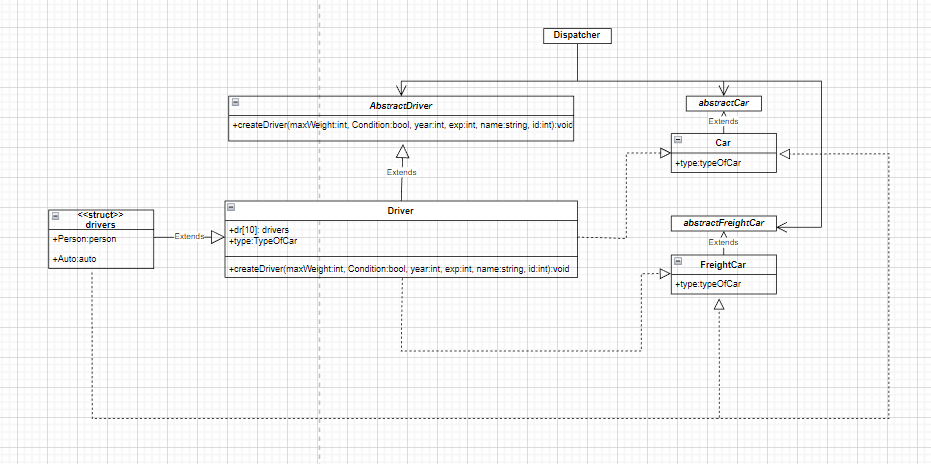 Dispatcher
AbstractDriver
+createDriver(maxWeight:int, Condition:bool, year:int, exp:int, name:string, id:int):void
abstractCar
Extends
Car
+type:typeOfCar
Extends
<<struct>>
drivers
+Person:person
+Auto:auto
Extends
Driver
+dr[10]: drivers
+type:TypeOfCar
+createDriver(maxWeight:int, Condition:bool, year:int, exp:int, name:string, id:int):void
abstractFreightCar
Extends
FreightCar
+type:typeOfCar